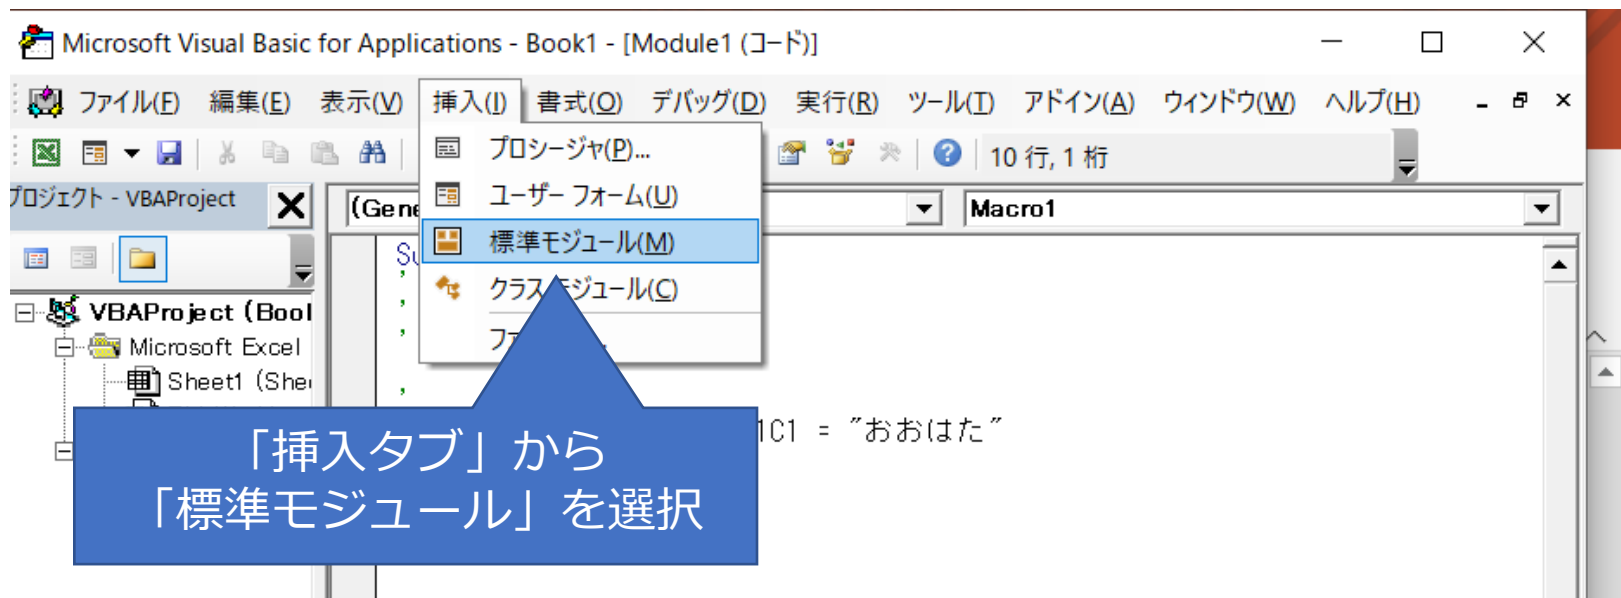 Microsoft Visual Basic for Applications - Book1 - [Module1 (コード)]
ファイル(F) 編集(E) 表示(V) 挿入(I) 書式(O) デバッグ(D) 実行(R) ツール(T) アドイン(A) ウィンドウ(W) ヘルプ(H)
10 行, 1 桁
プロシージャ(P)...
ユーザー フォーム(U)
標準モジュール(M)
クラス モジュール(C)
プロジェクト - VBAProject
Macro1
VBAProject (Book
Microsoft Excel
Sheet1 (She
1C1 = "おおはた"
「挿入タブ」から
「標準モジュール」を選択